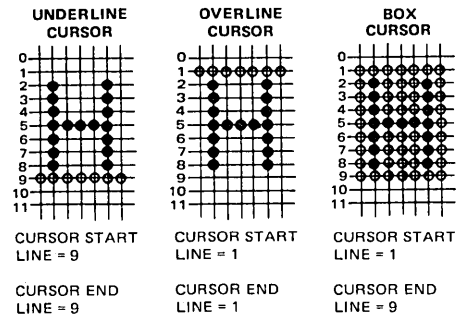 UNDERLINE
CURSOR
0
1
2
3
4
5
6
7
8
9
10
11
CURSOR START
LINE = 9
CURSOR END
LINE = 9
OVERLINE
CURSOR
0
1
2
3
4
5
6
7
8
9
10
11
CURSOR START
LINE = 1
CURSOR END
LINE = 1
BOX
CURSOR
0
1
2
3
4
5
6
7
8
9
10
11
CURSOR START
LINE = 1
CURSOR END
LINE = 9